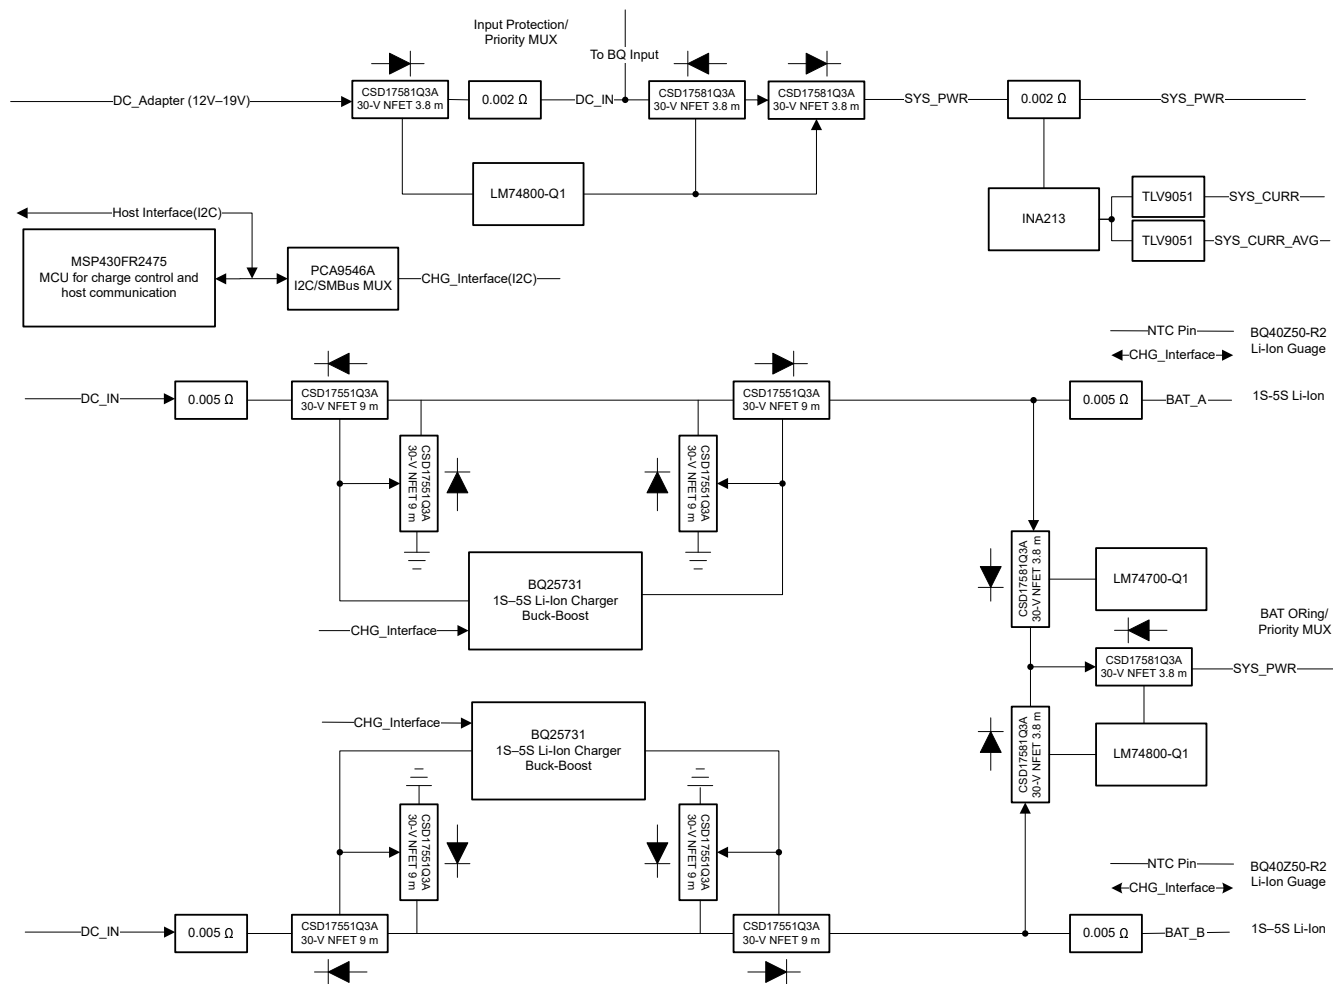 Input Protection/
Priority MUX
To BQ Input
DC_Adapter (12V–19V)
CSD17581Q3A
30-V NFET 3.8 m
0.002 Ω
DC_IN
CSD17581Q3A
30-V NFET 3.8 m
CSD17581Q3A
30-V NFET 3.8 m
SYS_PWR
0.002 Ω
SYS_PWR
LM74800-Q1
INA213
TLV9051
SYS_CURR
TLV9051
SYS_CURR_AVG
Host Interface(I2C)
MSP430FR2475
MCU for charge control and
host communication
PCA9546A
I2C/SMBus MUX
CHG_Interface(I2C)
NTC Pin
CHG_Interface
BQ40Z50-R2
Li-Ion Guage
DC_IN
0.005 Ω
CSD17551Q3A
30-V NFET 9 m
CSD17551Q3A
30-V NFET 9 m
0.005 Ω
BAT_A
1S-5S Li-Ion
CSD17551Q3A
30-V NFET 9 m
CSD17551Q3A
30-V NFET 9 m
BQ25731
1S–5S Li-Ion Charger
Buck-Boost
CHG_Interface
CSD17581Q3A
30-V NFET 3.8 m
LM74700-Q1
BAT ORing/
Priority MUX
CSD17581Q3A
30-V NFET 3.8 m
SYS_PWR
CSD17581Q3A
30-V NFET 3.8 m
LM74800-Q1
CHG_Interface
BQ25731
1S–5S Li-Ion Charger
Buck-Boost
CSD17551Q3A
30-V NFET 9 m
CSD17551Q3A
30-V NFET 9 m
NTC Pin
CHG_Interface
BQ40Z50-R2
Li-Ion Guage
DC_IN
0.005 Ω
CSD17551Q3A
30-V NFET 9 m
CSD17551Q3A
30-V NFET 9 m
0.005 Ω
BAT_B
1S–5S Li-Ion